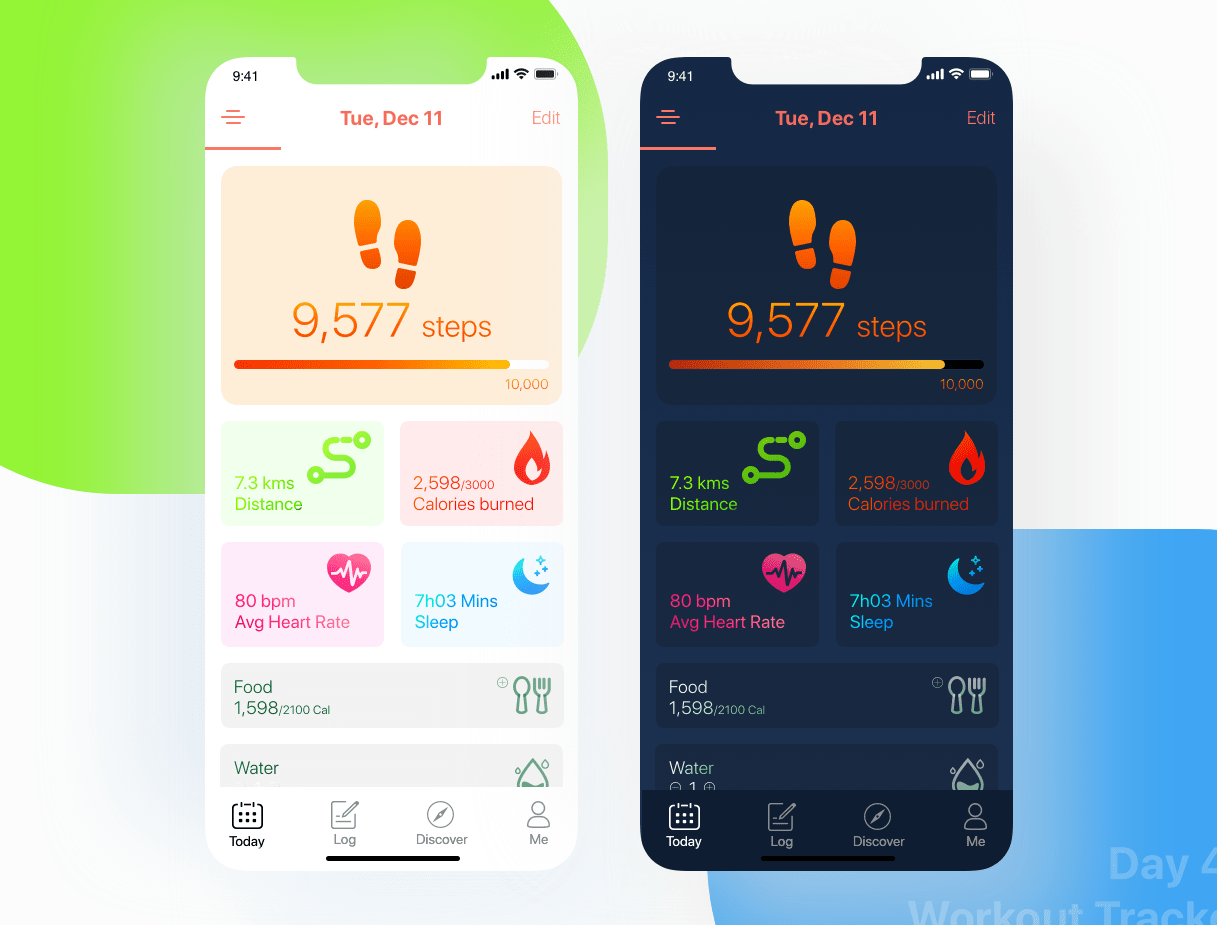 9:41
Tue, Dec 11
Edit
9,577 steps
10,000
7.3 kms
Distance
2,598/3000
Calories burned
80 bpm
Avg Heart Rate
7h03 Mins
Sleep
Food
1,598/2100 Cal
Water
Today
Log
Discover
Me
9:41
Tue, Dec 11
Edit
9,577 steps
10,000
7.3 kms
Distance
2,598/3000
Calories burned
80 bpm
Avg Heart Rate
7h03 Mins
Sleep
Food
1,598/2100 Cal
Water
1
Today
Log
Discover
Me
Day 4
Workout Tracke